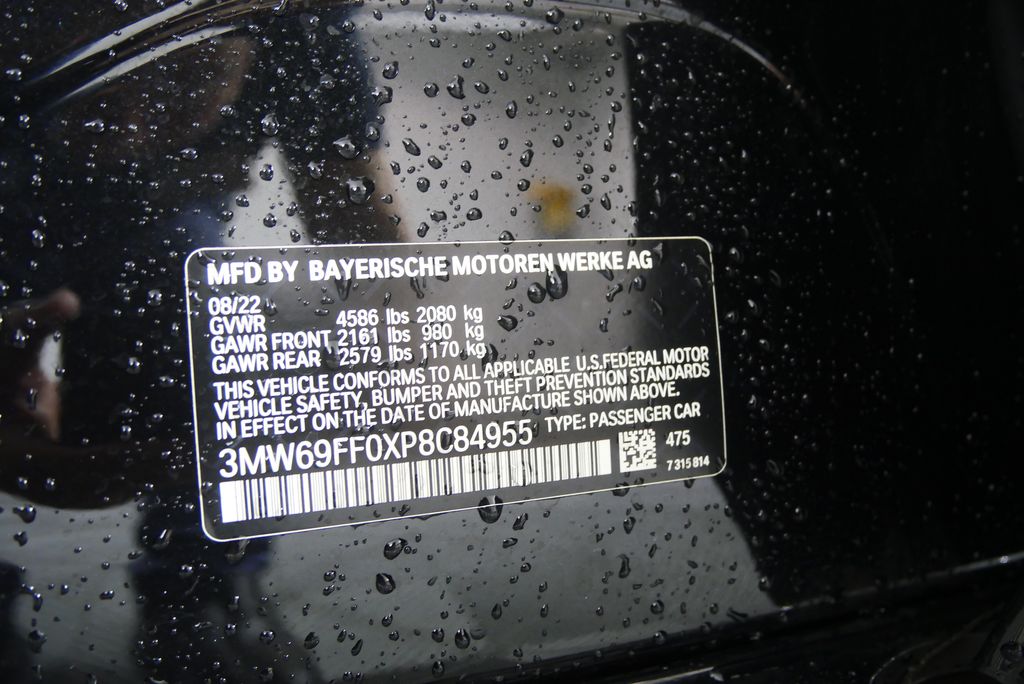 MFD BY BAYERISCHE MOTOREN WERKE AG
08/22
GVWR 4586 lbs 2080 kg
GAWR FRONT 2161 lbs 980 kg
GAWR REAR 2579 lbs 1170 kg
THIS VEHICLE CONFORMS TO ALL APPLICABLE U.S.FEDERAL MOTOR
VEHICLE SAFETY, BUMPER AND THEFT PREVENTION STANDARDS
IN EFFECT ON THE DATE OF MANUFACTURE SHOWN ABOVE.
3MW69FF0XP8C84955 TYPE: PASSENGER CAR
475
7315814